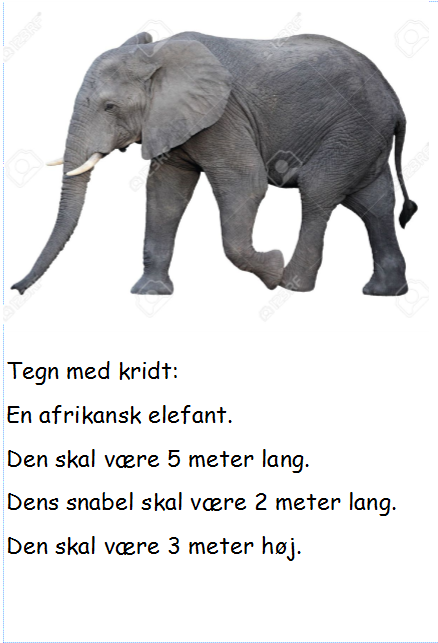 Tegn med kridt:
En afrikansk elefant.
Den skal være 5 meter lang.
Dens snabel skal være 2 meter lang.
Den skal være 3 meter høj.